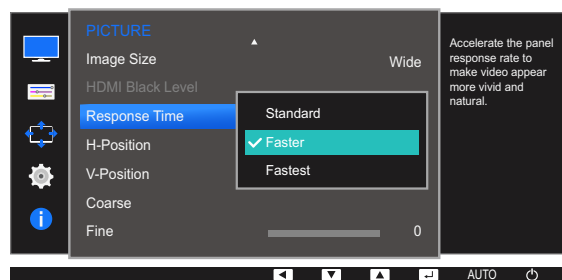 PICTURE
Image Size
Wide
HDMI Black Level
Response Time
Standard
Faster
Fastest
H-Position
V-Position
Coarse
Fine
0
Accelerate the panel
response rate to
make video appear
more vivid and
natural.
AUTO